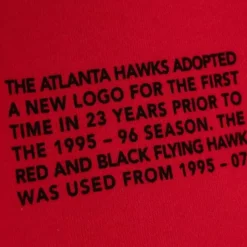 THE ATLANTA HAWKS ADOPTED
A NEW LOGO FOR THE FIRST
TIME IN 23 YEARS PRIOR TO
THE 1995 - 96 SEASON. THE
RED AND BLACK FLYING HAWK
WAS USED FROM 1995 - 07